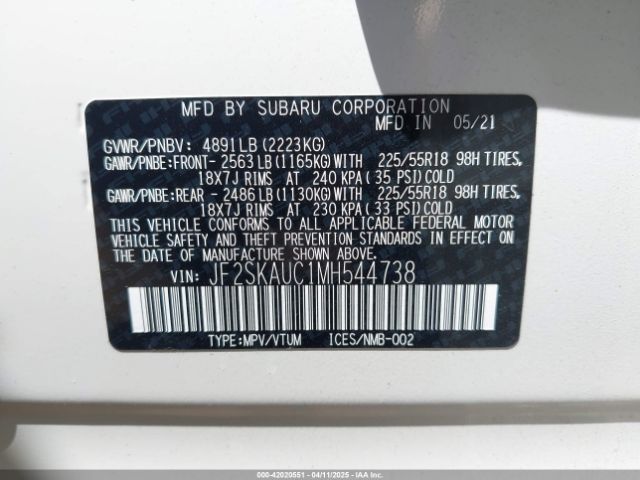 MFD BY SUBARU CORPORATION
MFD IN 05/21
GVWR/PNBV: 4891LB (2223KG)
GAWR/PNBE:FRONT- 2563 LB (1165KG) WITH 225/55R18 98H TIRES,
18X7J RIMS AT 240 KPA ( 35 PSI) COLD
GAWR/PNBE:REAR - 2486 LB (1130KG) WITH 225/55R18 98H TIRES,
18X7J RIMS AT 230 KPA ( 33 PSI) COLD
THIS VEHICLE CONFORMS TO ALL APPLICABLE FEDERAL MOTOR
VEHICLE SAFETY AND THEFT PREVENTION STANDARDS IN EFFECT ON
THE DATE OF MANUFACTURE SHOWN ABOVE.
VIN: JF2SKAUC1MH544738
TYPE:MPV/VTUM ICES/NMB-002
000-42020551 - 04/11/2025 - IAAI.COM